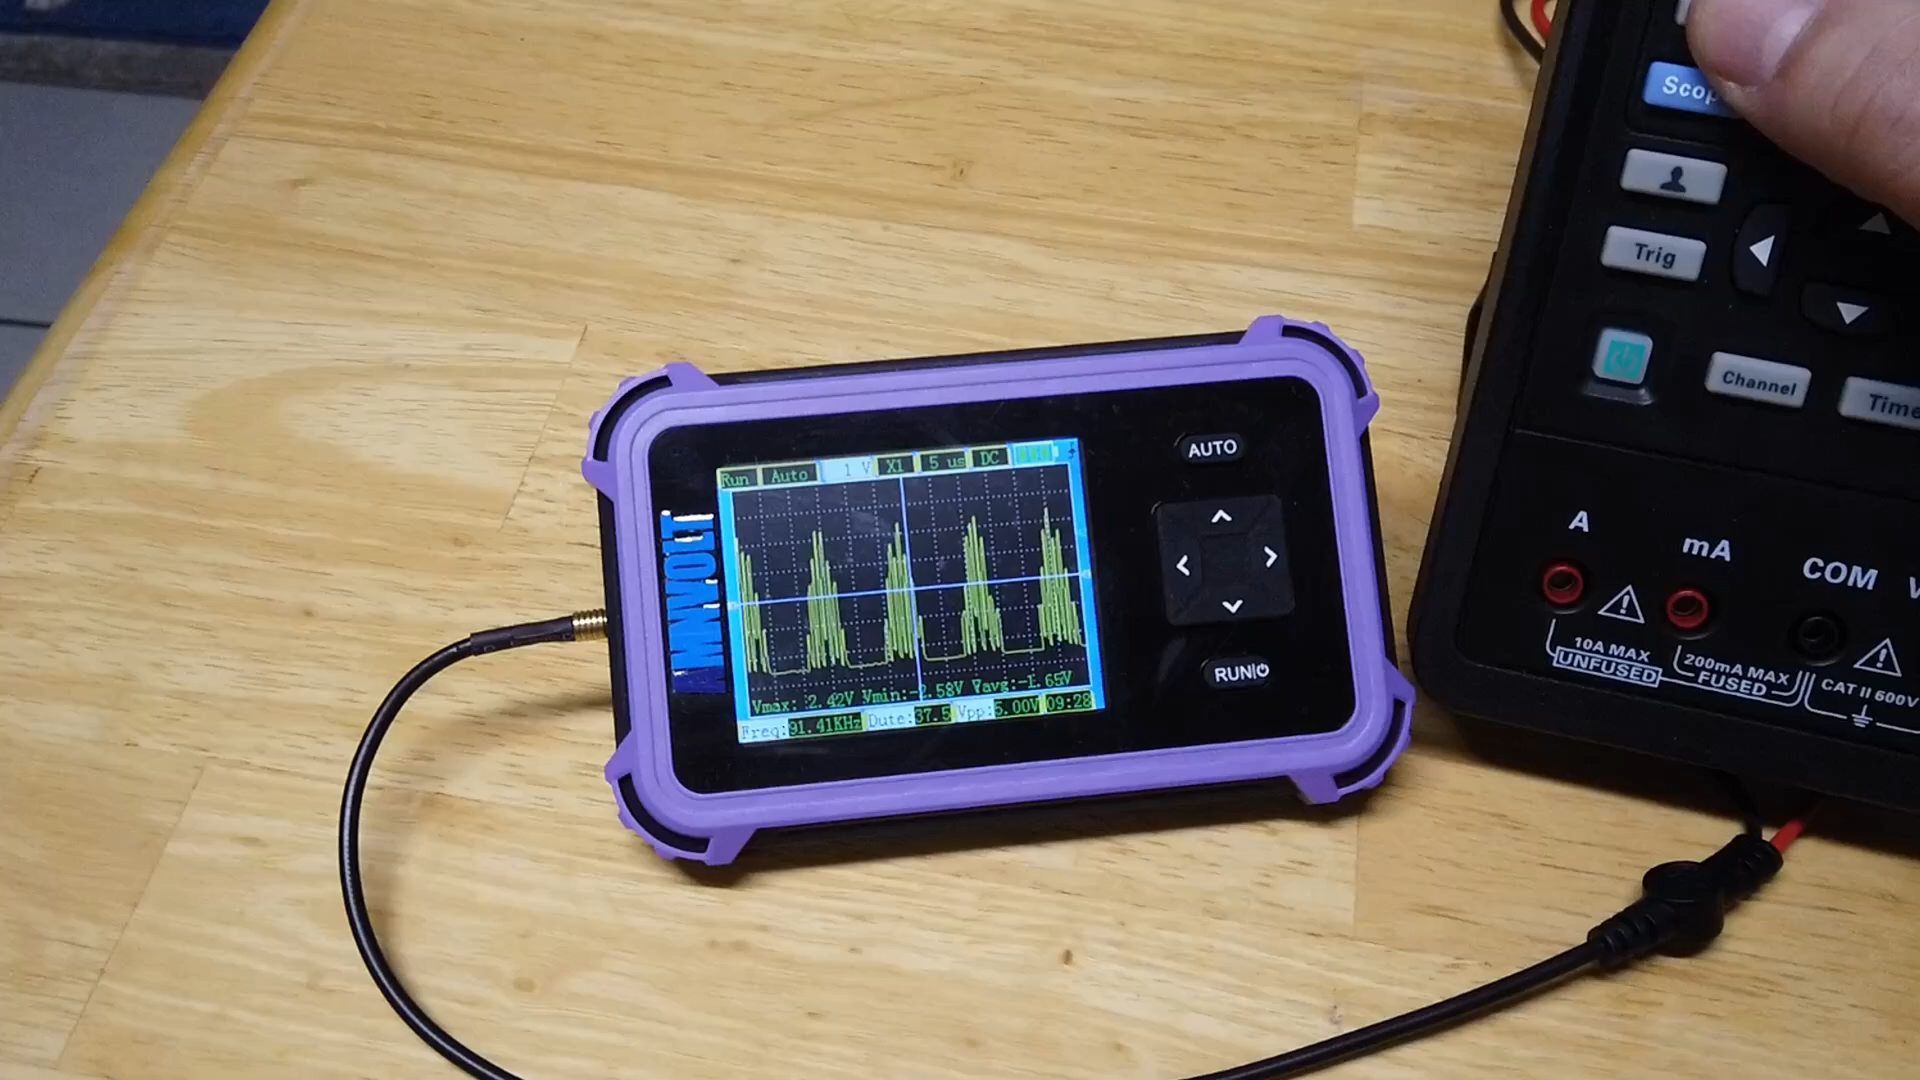 Run Auto 1 V X1 5 us DC
Vmax: 2.42V Vmin:-2.58V Vavg:-1.65V
Freq:91.41KHz Dute:37.5 Vpp:5.00V 09:28
AUTO
RUN
Trig
Channel
Time
A
mA
COM
V
10A MAX
UNFUSED
200mA MAX
FUSED
CAT II 600V